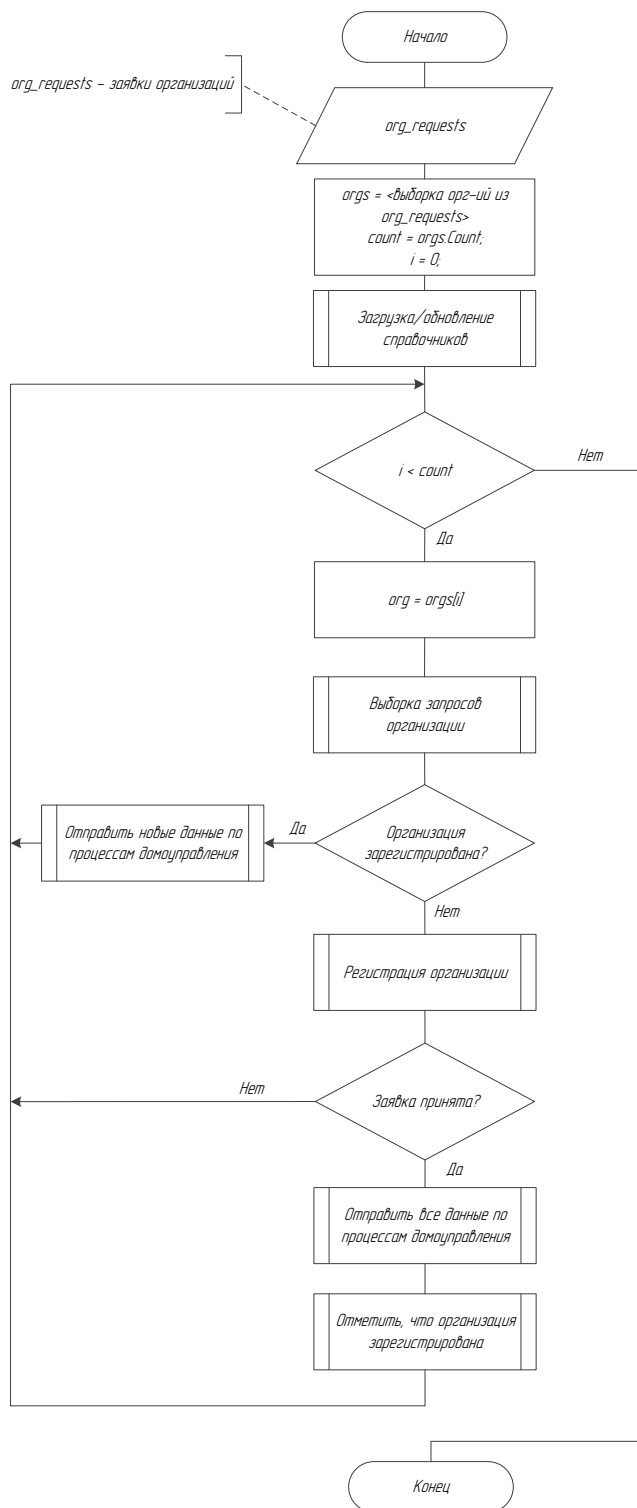 Начало
org_requests – заявки организаций
org_requests
orgs = <выборка орг-ий из
org_requests>
count = orgs.Count;
i = 0;
Загрузка/обновление
справочников
i < count
Нет
Да
org = orgs[i]
Выборка запросов
организации
Организация
зарегистрирована?
Да
Отправить новые данные по
процессам домоуправления
Нет
Регистрация организации
Заявка принята?
Нет
Да
Отправить все данные по
процессам домоуправления
Отметить, что организация
зарегистрирована
Конец